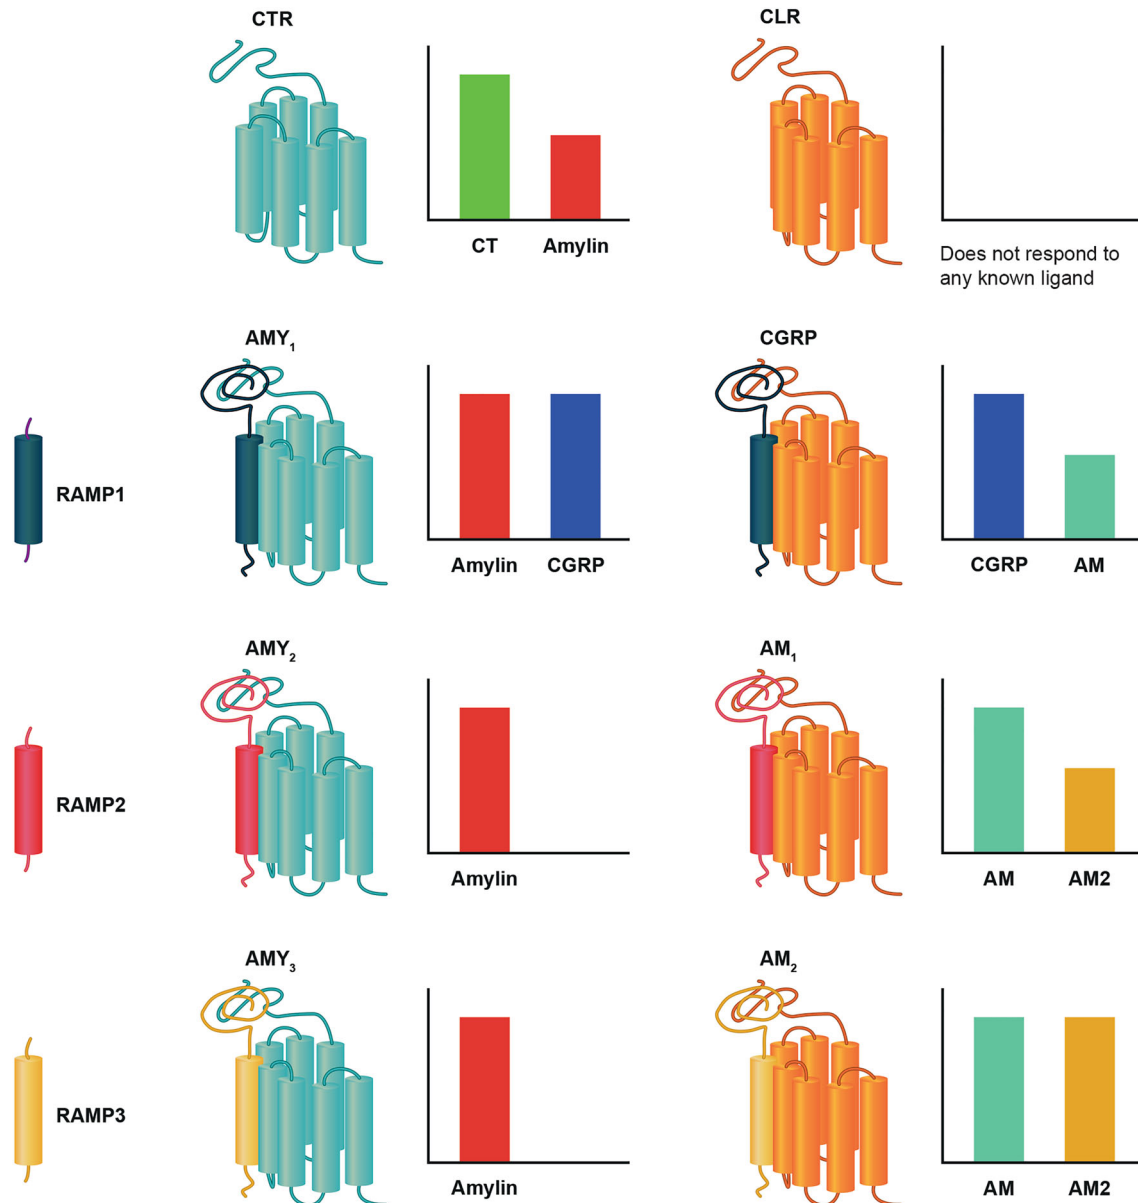 CTR
CLR
CT Amylin
Does not respond to
any known ligand
AMY₁
CGRP
RAMP1
Amylin CGRP
CGRP AM
AMY₂
AM₁
RAMP2
Amylin
AM AM2
AMY₃
AM₂
RAMP3
Amylin
AM AM2